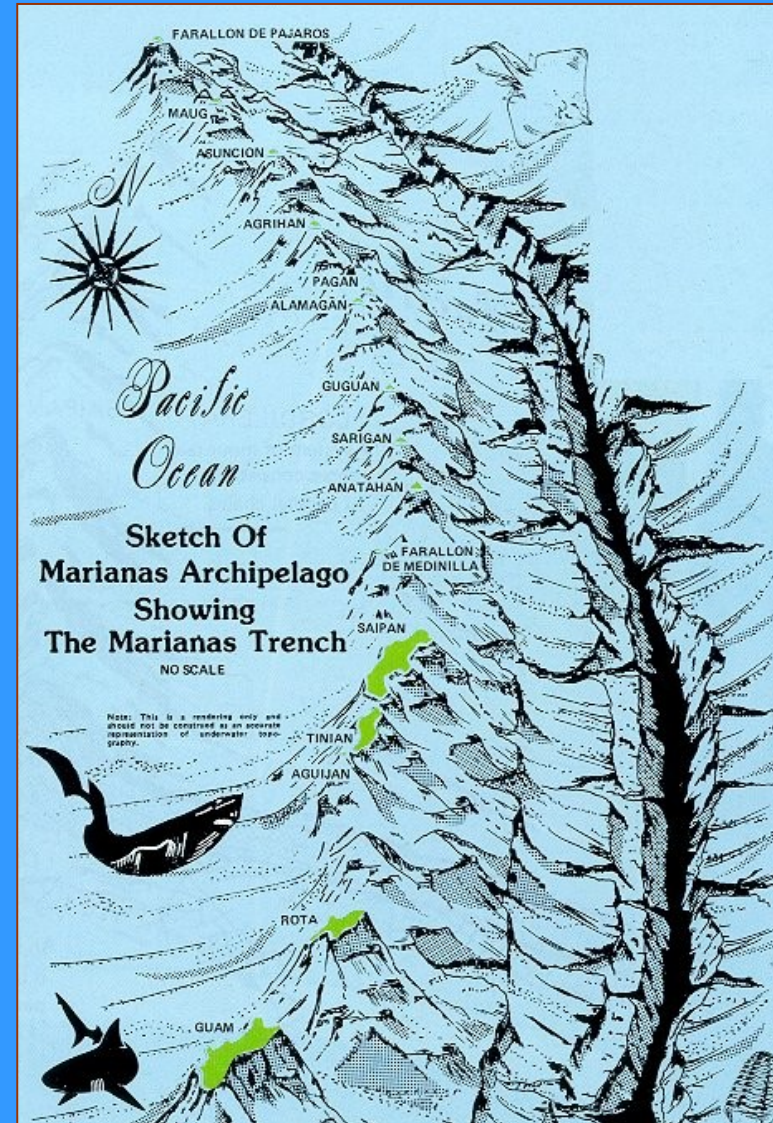 FARALLON DE PAJAROS
MAUG
ASUNCION
N
AGRIHAN
PAGAN
ALAMAGAN
Pacific
Ocean
GUGUAN
SARIGAN
ANATAHAN
FARALLON
DE MEDINILLA
Sketch Of
Marianas Archipelago
Showing
The Marianas Trench
NO SCALE
SAIPAN
Note: This is a rendering only and
should not be construed as an accurate
representation of underwater topo-
graphy.
TINIAN
AGUIJAN
ROTA
GUAM